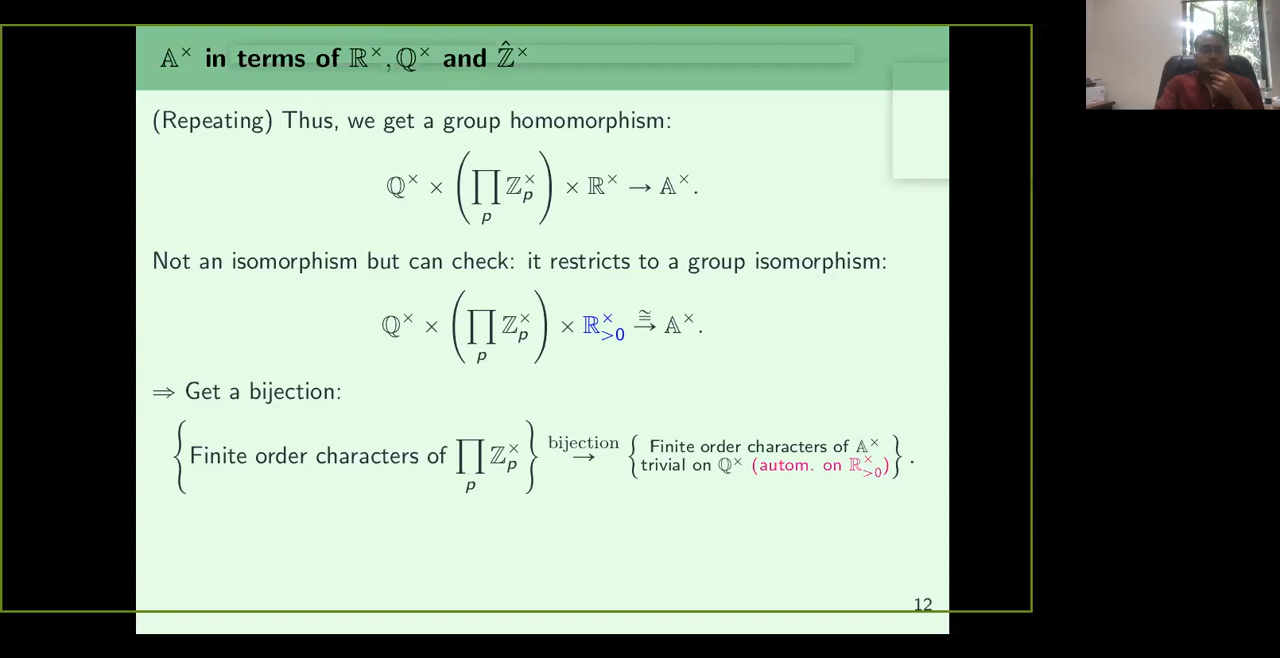 𝔸^× in terms of ℝ^×, ℚ^× and ℤ̂^×
(Repeating) Thus, we get a group homomorphism:
ℚ^× × (∏_p ℤ_p^×) × ℝ^× → 𝔸^×.
Not an isomorphism but can check: it restricts to a group isomorphism:
ℚ^× × (∏_p ℤ_p^×) × ℝ_{>0}^× ≅→ 𝔸^×.
⇒ Get a bijection:
{Finite order characters of ∏_p ℤ_p^×} bijection→ {Finite order characters of 𝔸^× trivial on ℚ^× (autom. on ℝ_{>0}^×)}.
12